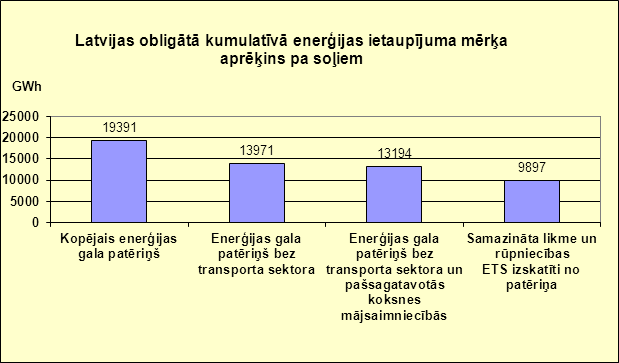 Latvijas obligātā kumulatīvā enerģijas ietaupījuma mērķa
aprēķins pa soļiem
GWh
25000
20000
15000
10000
5000
0
19391
13971
13194
9897
Kopējais enerģijas
gala patēriņš
Enerģijas gala
patēriņš bez
transporta sektora
Enerģijas gala
patēriņš bez
transporta sektora un
pašsagatavotās
koksnes
mājsaimniecībās
Samazināta likme un
rūpniecības
ETS izskatīti no
patēriņa